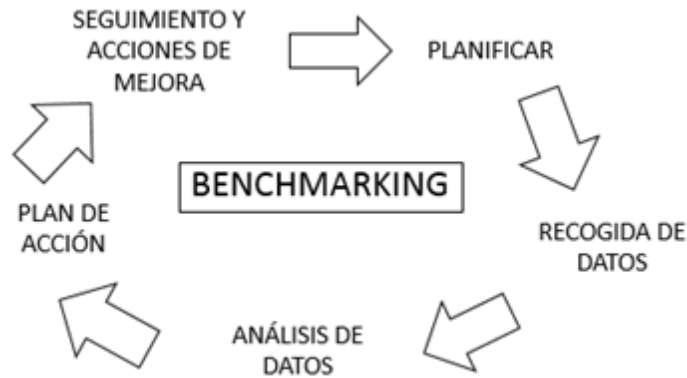 SEGUIMIENTO Y
ACCIONES DE
MEJORA
PLANIFICAR
BENCHMARKING
PLAN DE
ACCIÓN
RECOGIDA DE
DATOS
ANÁLISIS DE
DATOS